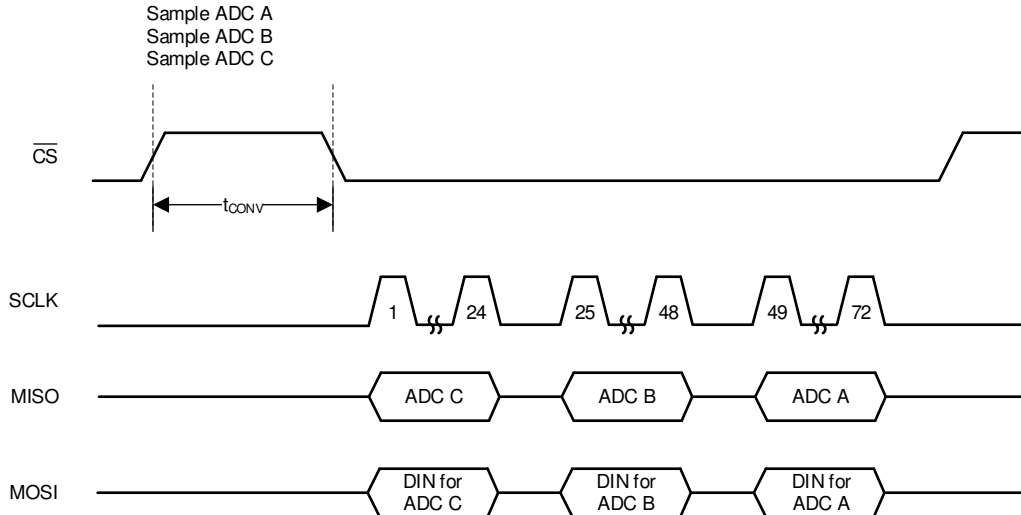 Sample ADC A
Sample ADC B
Sample ADC C
CS
tCONV
SCLK
1
24
25
48
49
72
MISO
ADC C
ADC B
ADC A
MOSI
DIN for
ADC C
DIN for
ADC B
DIN for
ADC A